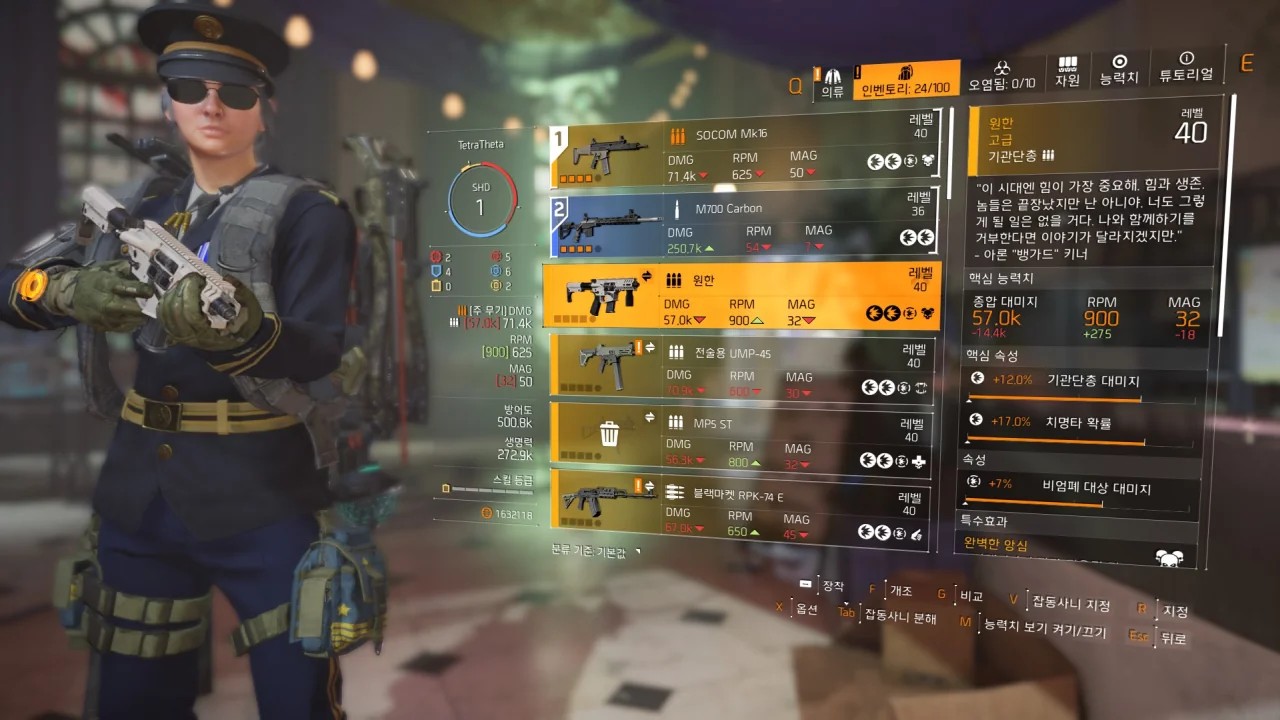 Q
의류
인벤토리: 24/100
오염됨: 0/10
자원
능력치
튜토리얼
E
TetraTheta
SHD
1
2 5
4 6
0 2
[주 무기] DMG
[57.0k] 71.4k
RPM
[900] 625
MAG
[32] 50
방어도
500.8k
생명력
272.9k
스킬 등급
1632118
1
SOCOM Mk16
레벨
40
DMG RPM MAG
71.4k 625 50
2
M700 Carbon
레벨
36
DMG RPM MAG
250.7k 54 7
원한
레벨
40
DMG RPM MAG
57.0k 900 32
전술용 UMP-45
레벨
40
DMG RPM MAG
70.9k 600 30
MP5 ST
레벨
40
DMG RPM MAG
56.3k 800 32
블랙마켓 RPK-74 E
레벨
40
DMG RPM MAG
67.0k 650 45
분류 기준: 기본값
원한
고급
기관단총
레벨
40
"이 시대엔 힘이 가장 중요해. 힘과 생존.
놈들은 끝장났지만 난 아니야. 너도 그렇
게 될 일은 없을 거다. 나와 함께하기를
거부한다면 이야기가 달라지겠지만."
- 아론 "뱅가드" 키너
핵심 능력치
종합 대미지 RPM MAG
57.0k 900 32
-14.4k +275 -18
핵심 속성
+12.0% 기관단총 대미지
+17.0% 치명타 확률
속성
+7% 비엄폐 대상 대미지
특수효과
완벽한 앙심
장착
F 개조
G 비교
V 잡동사니 지정
R 지정
X 옵션
Tab 잡동사니 분해
M 능력치 보기 켜기/끄기
Esc 뒤로